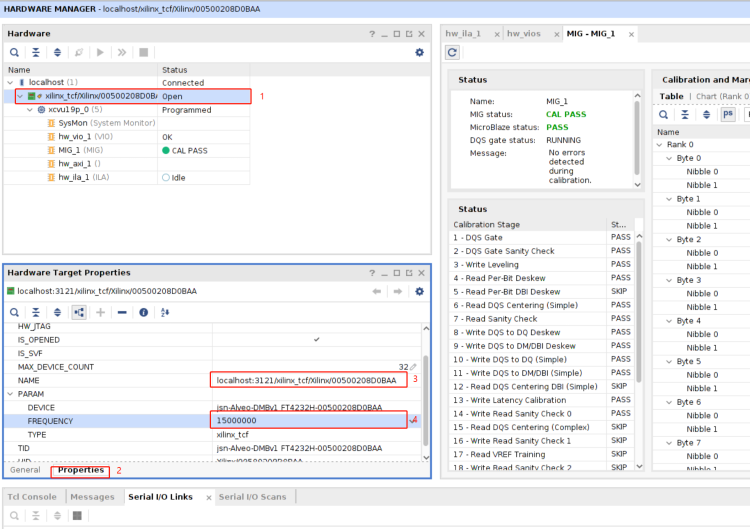 HARDWARE MANAGER - localhost/xilinx_tcf/Xilinx/00500208D0BAA
Hardware
Name Status
localhost (1) Connected
xilinx_tcf/Xilinx/00500208D0BA Open 1
xcvu19p_0 (5) Programmed
SysMon (System Monitor)
hw_vio_1 (VIO) OK
MIG_1 (MIG) CAL PASS
hw_axi_1 ()
hw_ila_1 (ILA) Idle
Hardware Target Properties
localhost:3121/xilinx_tcf/Xilinx/00500208D0BAA
HW_JTAG
IS_OPENED
IS_SVF
MAX_DEVICE_COUNT 32
NAME localhost:3121/xilinx_tcf/Xilinx/00500208D0BAA 3
PARAM
DEVICE jsn-Alveo-DMBv1 FT4232H-00500208D0BAA
FREQUENCY 15000000 4
TYPE xilinx_tcf
TID jsn-Alveo-DMBv1 FT4232H-00500208D0BAA
UID Xilinx/00500208D0BAA
General Properties 2
hw_ila_1 hw_vios MIG - MIG_1
Status
Name: MIG_1
MIG status: CAL PASS
MicroBlaze status: PASS
DQS gate status: RUNNING
Message: No errors
detected
during
calibration.
Status
Calibration Stage St...
1 - DQS Gate PASS
2 - DQS Gate Sanity Check PASS
3 - Write Leveling PASS
4 - Read Per-Bit Deskew PASS
5 - Read Per-Bit DBI Deskew SKIP
6 - Read DQS Centering (Simple) PASS
7 - Read Sanity Check PASS
8 - Write DQS to DQ Deskew PASS
9 - Write DQS to DM/DBI Deskew PASS
10 - Write DQS to DQ (Simple) PASS
11 - Write DQS to DM/DBI (Simple) PASS
12 - Read DQS Centering DBI (Simple) SKIP
13 - Write Latency Calibration PASS
14 - Write Read Sanity Check 0 PASS
15 - Read DQS Centering (Complex) PASS
16 - Write Read Sanity Check 1 SKIP
17 - Read VREF Training SKIP
18 - Write Read Sanity Check 2 SKIP
Calibration and Mar
Table | Chart (Rank 0
Name
Rank 0
Byte 0
Nibble 0
Nibble 1
Byte 1
Nibble 0
Nibble 1
Byte 2
Nibble 0
Nibble 1
Byte 3
Nibble 0
Nibble 1
Byte 4
Nibble 0
Nibble 1
Byte 5
Nibble 0
Nibble 1
Byte 6
Nibble 0
Nibble 1
Byte 7
Nibble 0
Nibble 1
Tcl Console Messages Serial I/O Links Serial I/O Scans